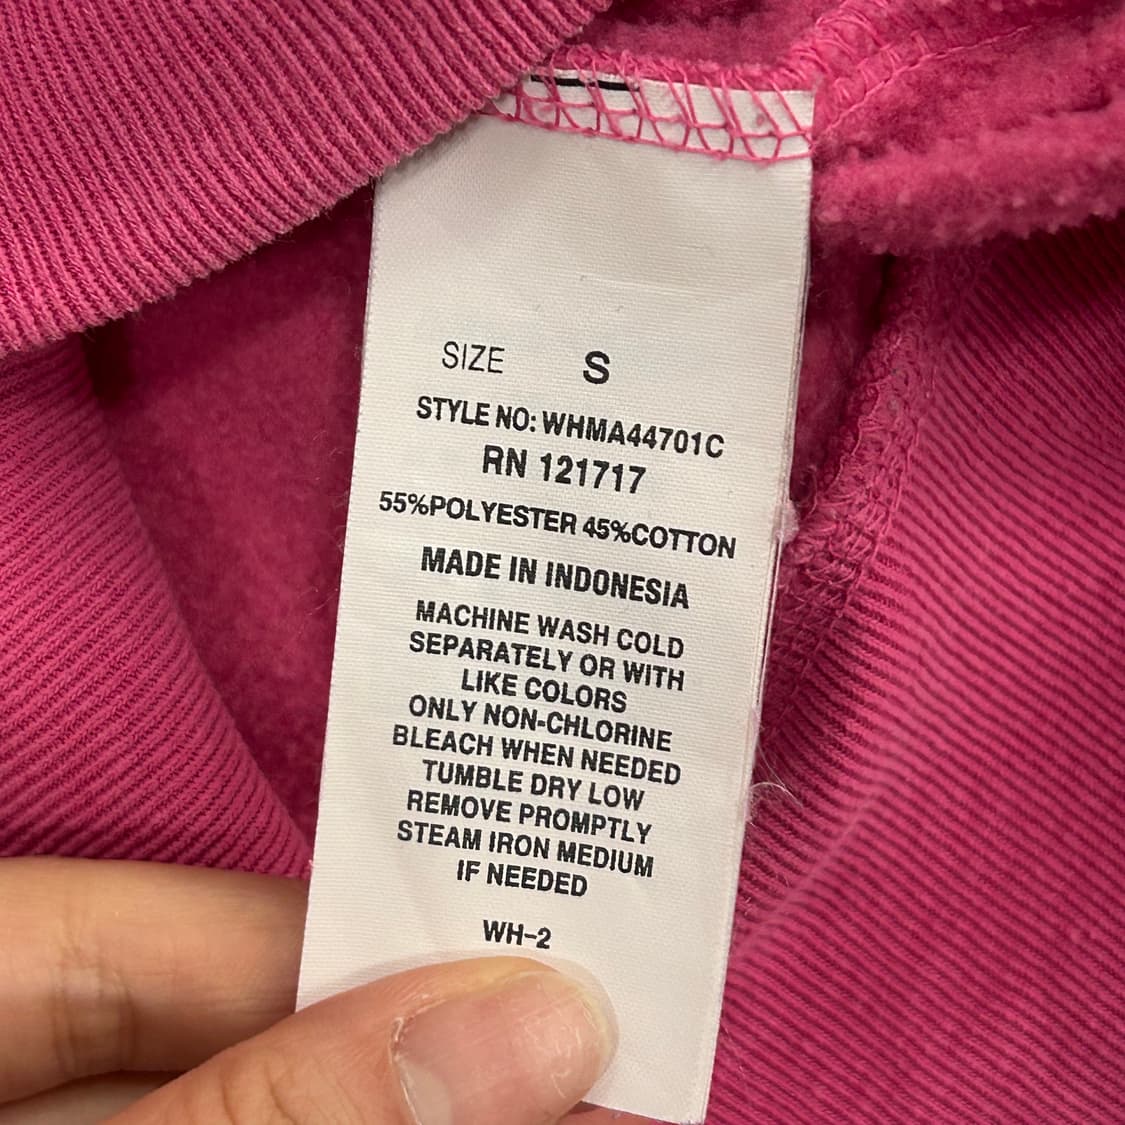 SIZE S
STYLE NO: WHMA44701C
RN 121717
55%POLYESTER 45%COTTON
MADE IN INDONESIA
MACHINE WASH COLD
SEPARATELY OR WITH
LIKE COLORS
ONLY NON-CHLORINE
BLEACH WHEN NEEDED
TUMBLE DRY LOW
REMOVE PROMPTLY
STEAM IRON MEDIUM
IF NEEDED
WH-2